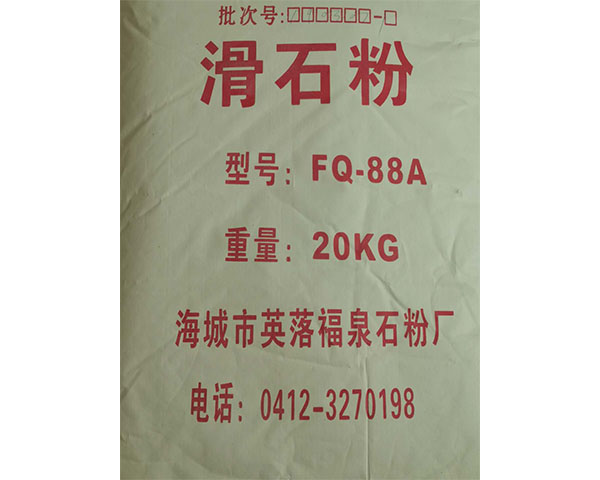 批次号:
滑石粉
型号: FQ-88A
重量: 20KG
海城市英落福泉石粉厂
电话: 0412-3270198